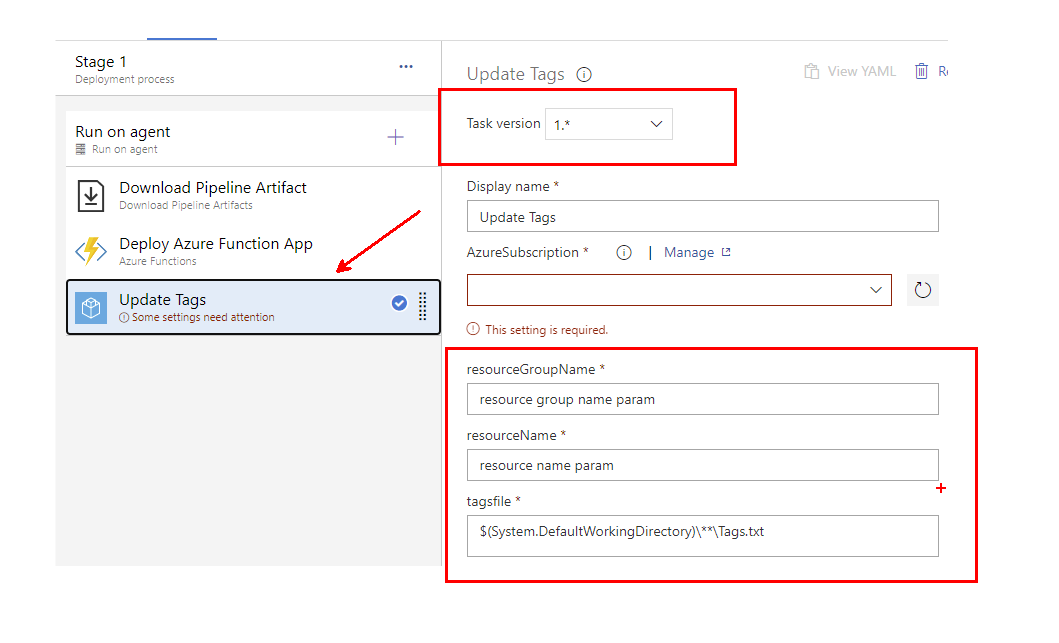 Stage 1
Deployment process
Run on agent
Run on agent
Download Pipeline Artifact
Download Pipeline Artifacts
Deploy Azure Function App
Azure Functions
Update Tags
Some settings need attention
Update Tags
View YAML
Re
Task version 1.*
Display name *
Update Tags
AzureSubscription * | Manage
This setting is required.
resourceGroupName *
resource group name param
resourceName *
resource name param
tagsfile *
$(System.DefaultWorkingDirectory)\**\Tags.txt